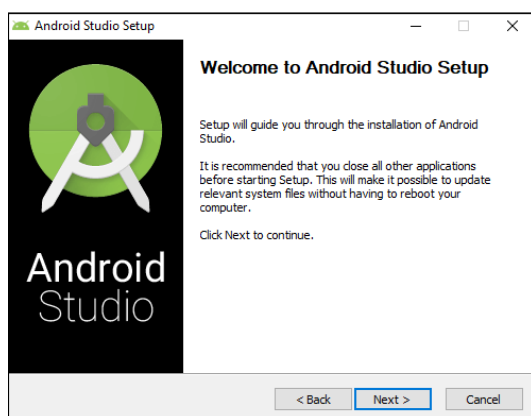 Android Studio Setup
Welcome to Android Studio Setup
Setup will guide you through the installation of Android
Studio.
It is recommended that you close all other applications
before starting Setup. This will make it possible to update
relevant system files without having to reboot your
computer.
Click Next to continue.
Android
Studio
< Back
Next >
Cancel